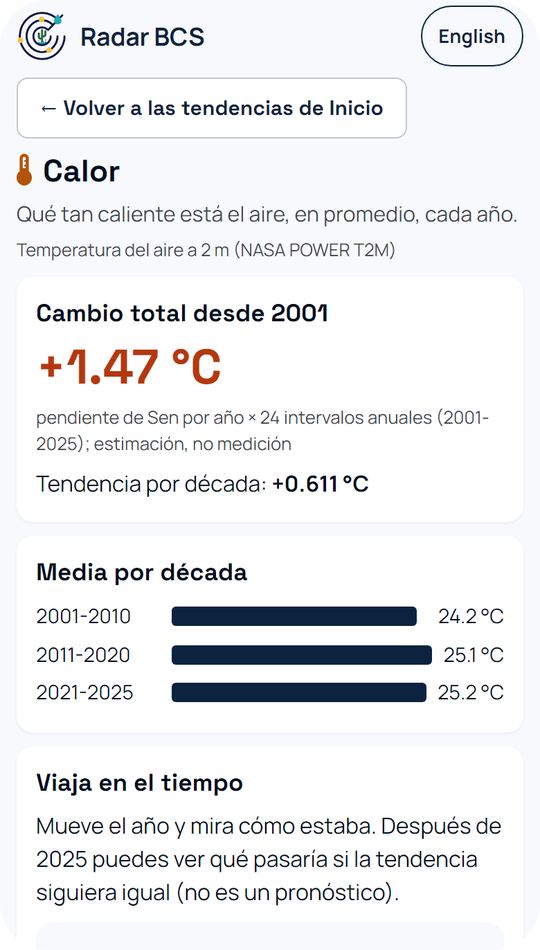 Radar BCS
English
← Volver a las tendencias de Inicio
Calor
Qué tan caliente está el aire, en promedio, cada año.
Temperatura del aire a 2 m (NASA POWER T2M)
Cambio total desde 2001
+1.47 °C
pendiente de Sen por año × 24 intervalos anuales (2001-
2025); estimación, no medición
Tendencia por década: +0.611 °C
Media por década
2001-2010 24.2 °C
2011-2020 25.1 °C
2021-2025 25.2 °C
Viaja en el tiempo
Mueve el año y mira cómo estaba. Después de
2025 puedes ver qué pasaría si la tendencia
siguiera igual (no es un pronóstico).